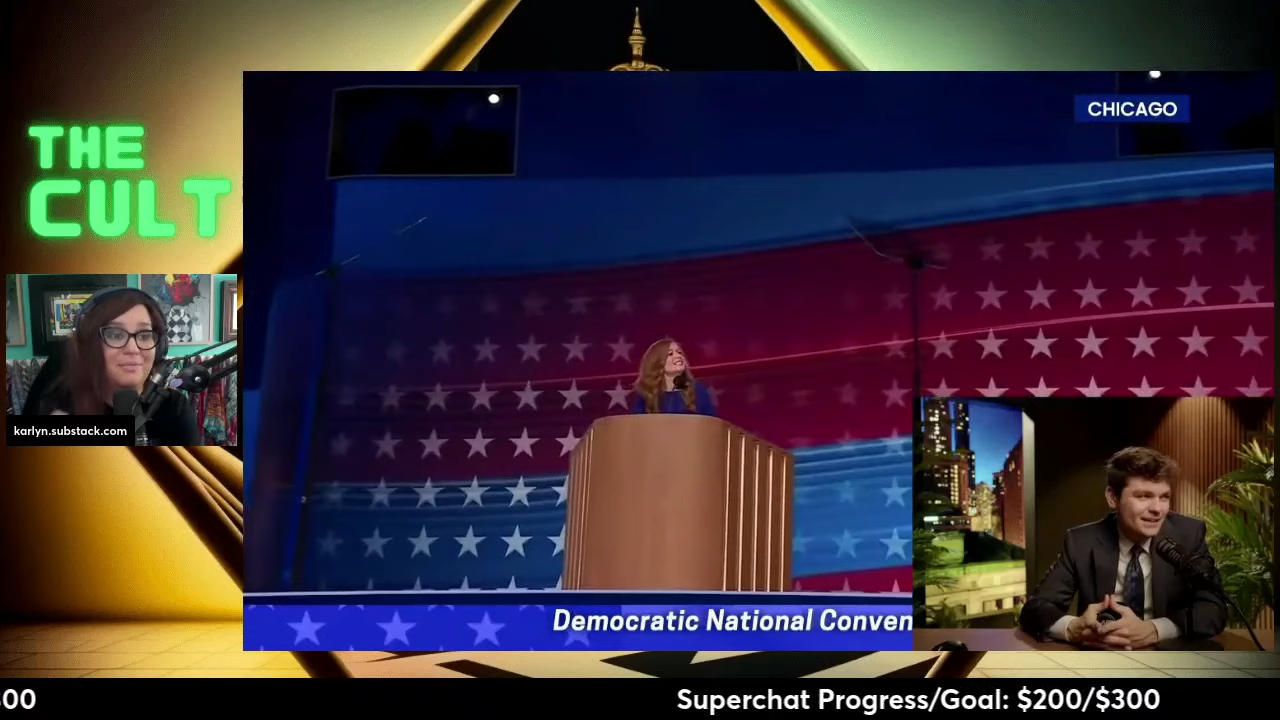 THE
CULT
CHICAGO
karlyn.substack.com
Democratic National Conven
00
Superchat Progress/Goal: $200/$300